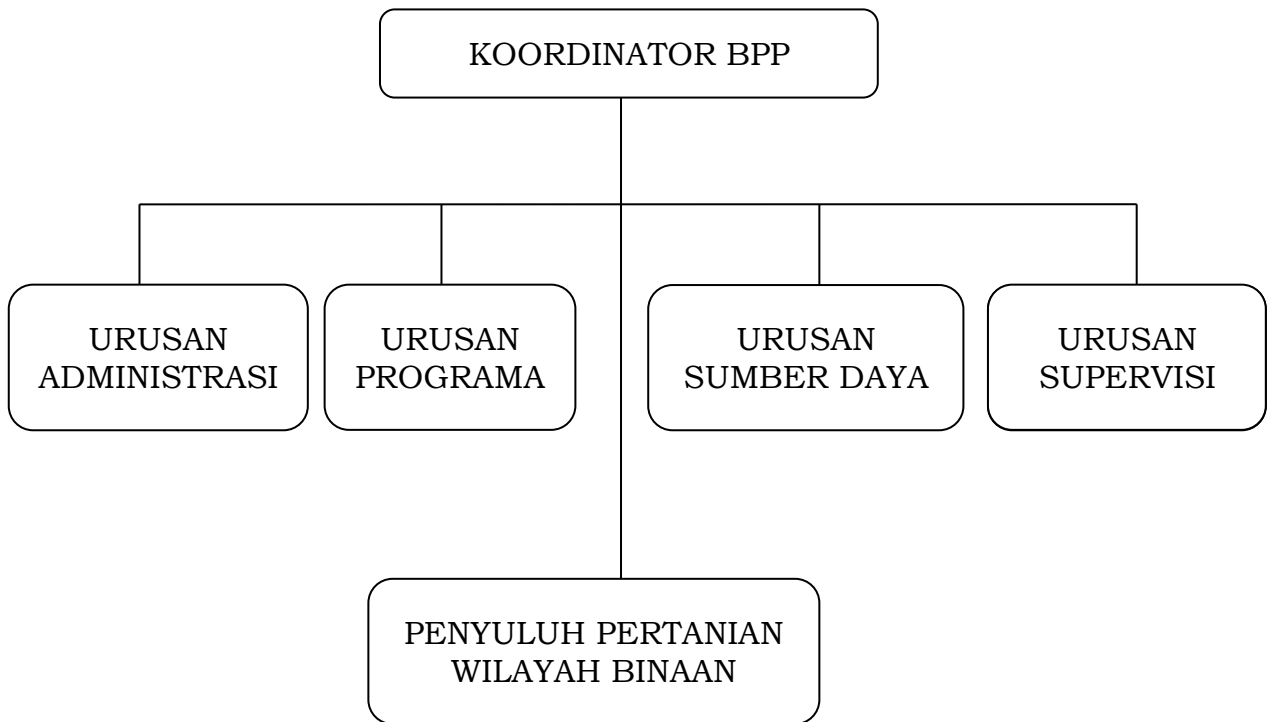 KOORDINATOR BPP
URUSAN
ADMINISTRASI
URUSAN
PROGRAMA
URUSAN
SUMBER DAYA
URUSAN
SUPERVISI
PENYULUH PERTANIAN
WILAYAH BINAAN